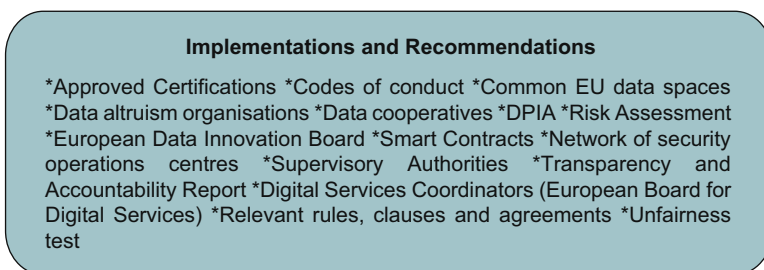 Implementations and Recommendations
*Approved Certifications *Codes of conduct *Common EU data spaces
*Data altruism organisations *Data cooperatives *DPIA *Risk Assessment
*European Data Innovation Board *Smart Contracts *Network of security
operations centres *Supervisory Authorities *Transparency and
Accountability Report *Digital Services Coordinators (European Board for
Digital Services) *Relevant rules, clauses and agreements *Unfairness
test